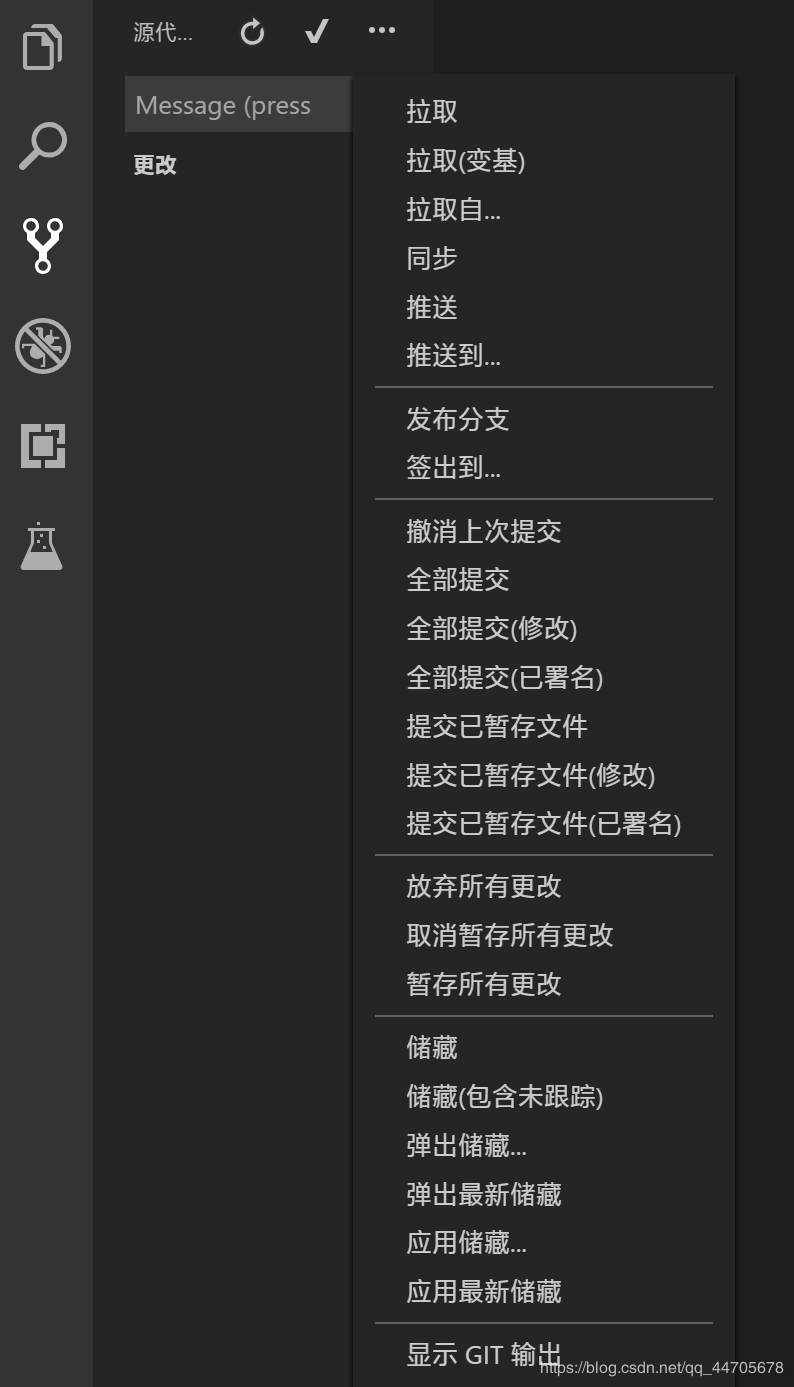 源代...
Message (press
更改
拉取
拉取(变基)
拉取自...
同步
推送
推送到...
发布分支
签出到...
撤消上次提交
全部提交
全部提交(修改)
全部提交(已署名)
提交已暂存文件
提交已暂存文件(修改)
提交已暂存文件(已署名)
放弃所有更改
取消暂存所有更改
暂存所有更改
储藏
储藏(包含未跟踪)
弹出储藏...
弹出最新储藏
应用储藏...
应用最新储藏
显示 GIT 输出
https://blog.csdn.net/qq_44705678